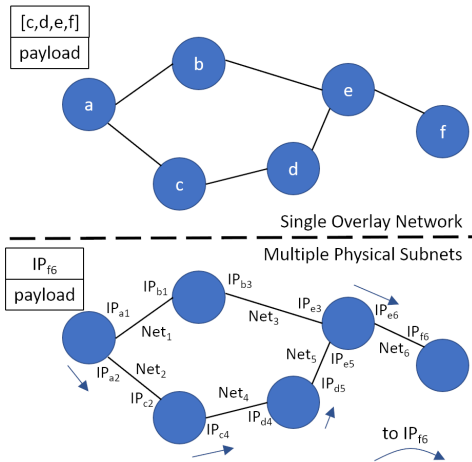 [c,d,e,f]
payload
b
a
e
f
d
c
Single Overlay Network
Multiple Physical Subnets
IPf6
payload
IPb1
IPb3
IPa1
IPe3
IPe6
Net1
Net3
IPf6
Net5
IPe5
Net6
IPa2
Net2
IPd5
IPc2
Net4
IPd4
IPc4
to IPf6